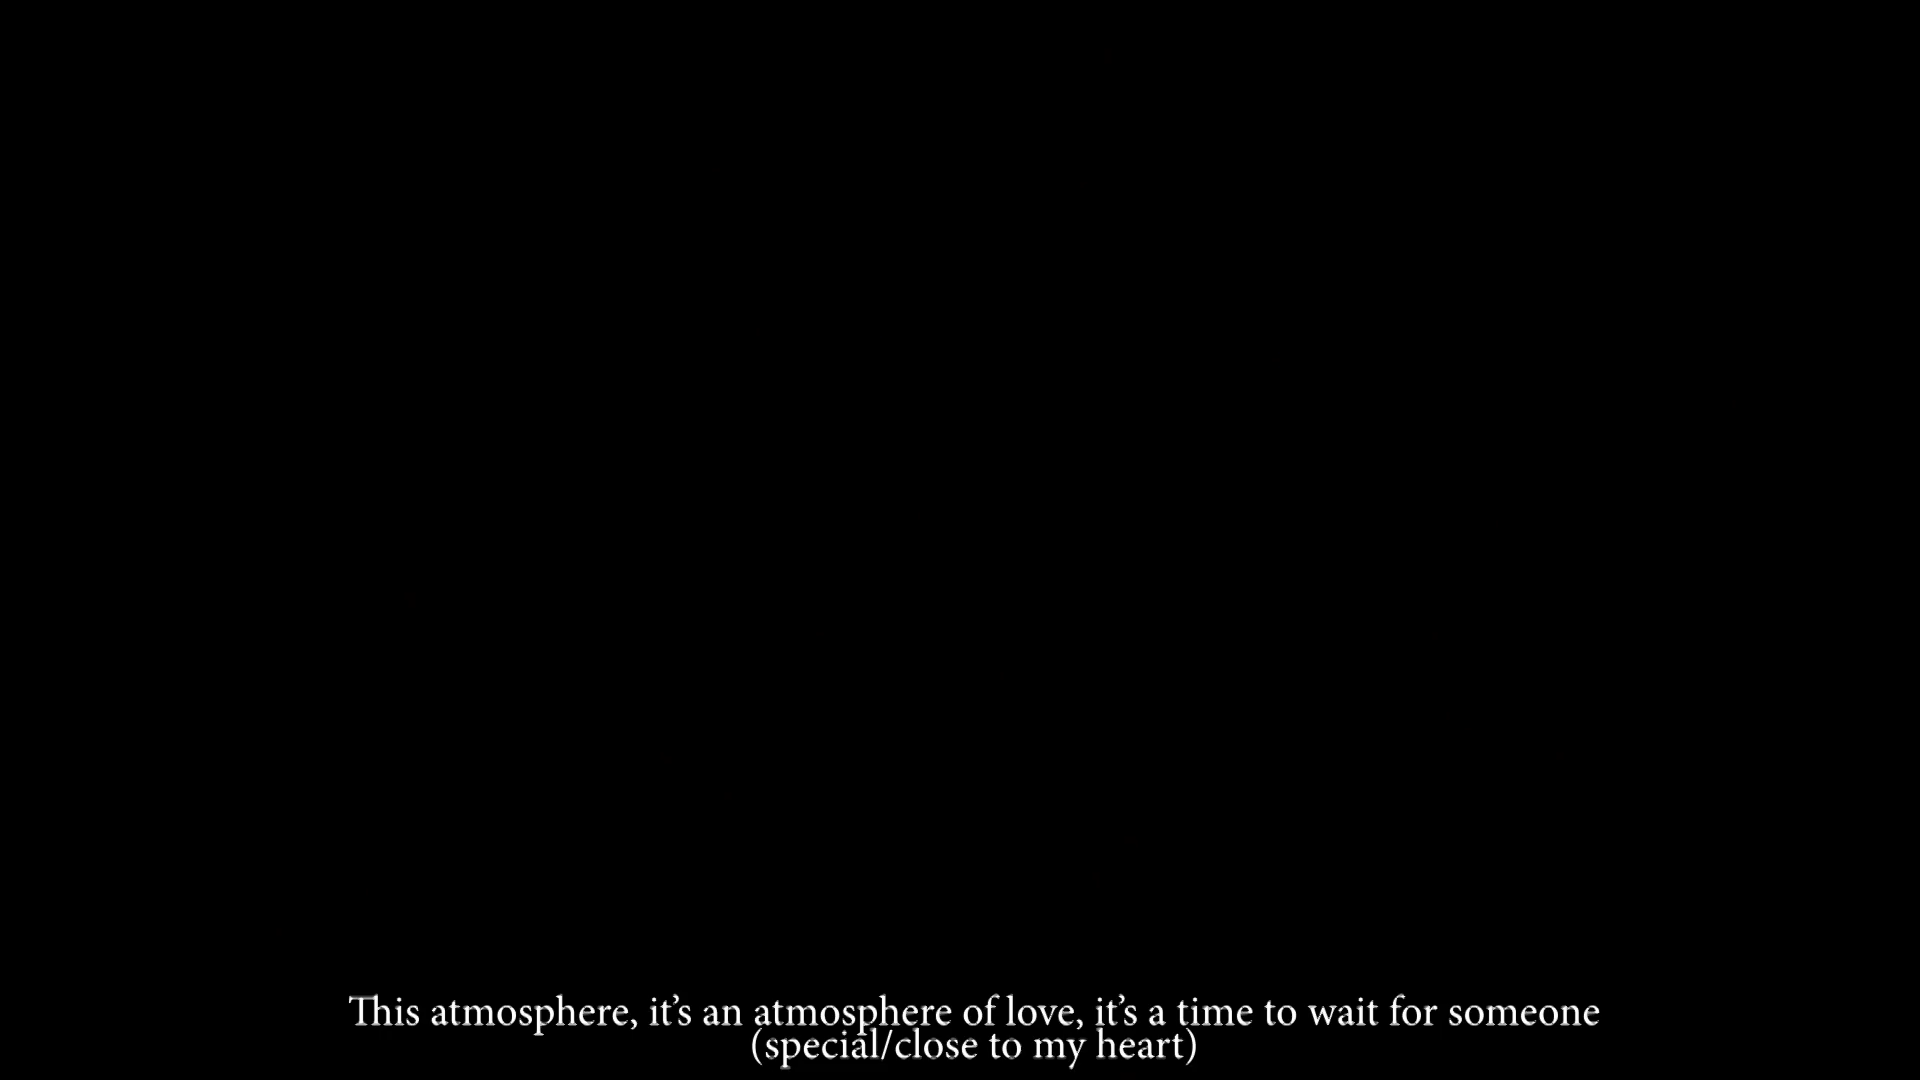 This atmosphere, it's an atmosphere of love, it's a time to wait for someone
(special/close to my heart)